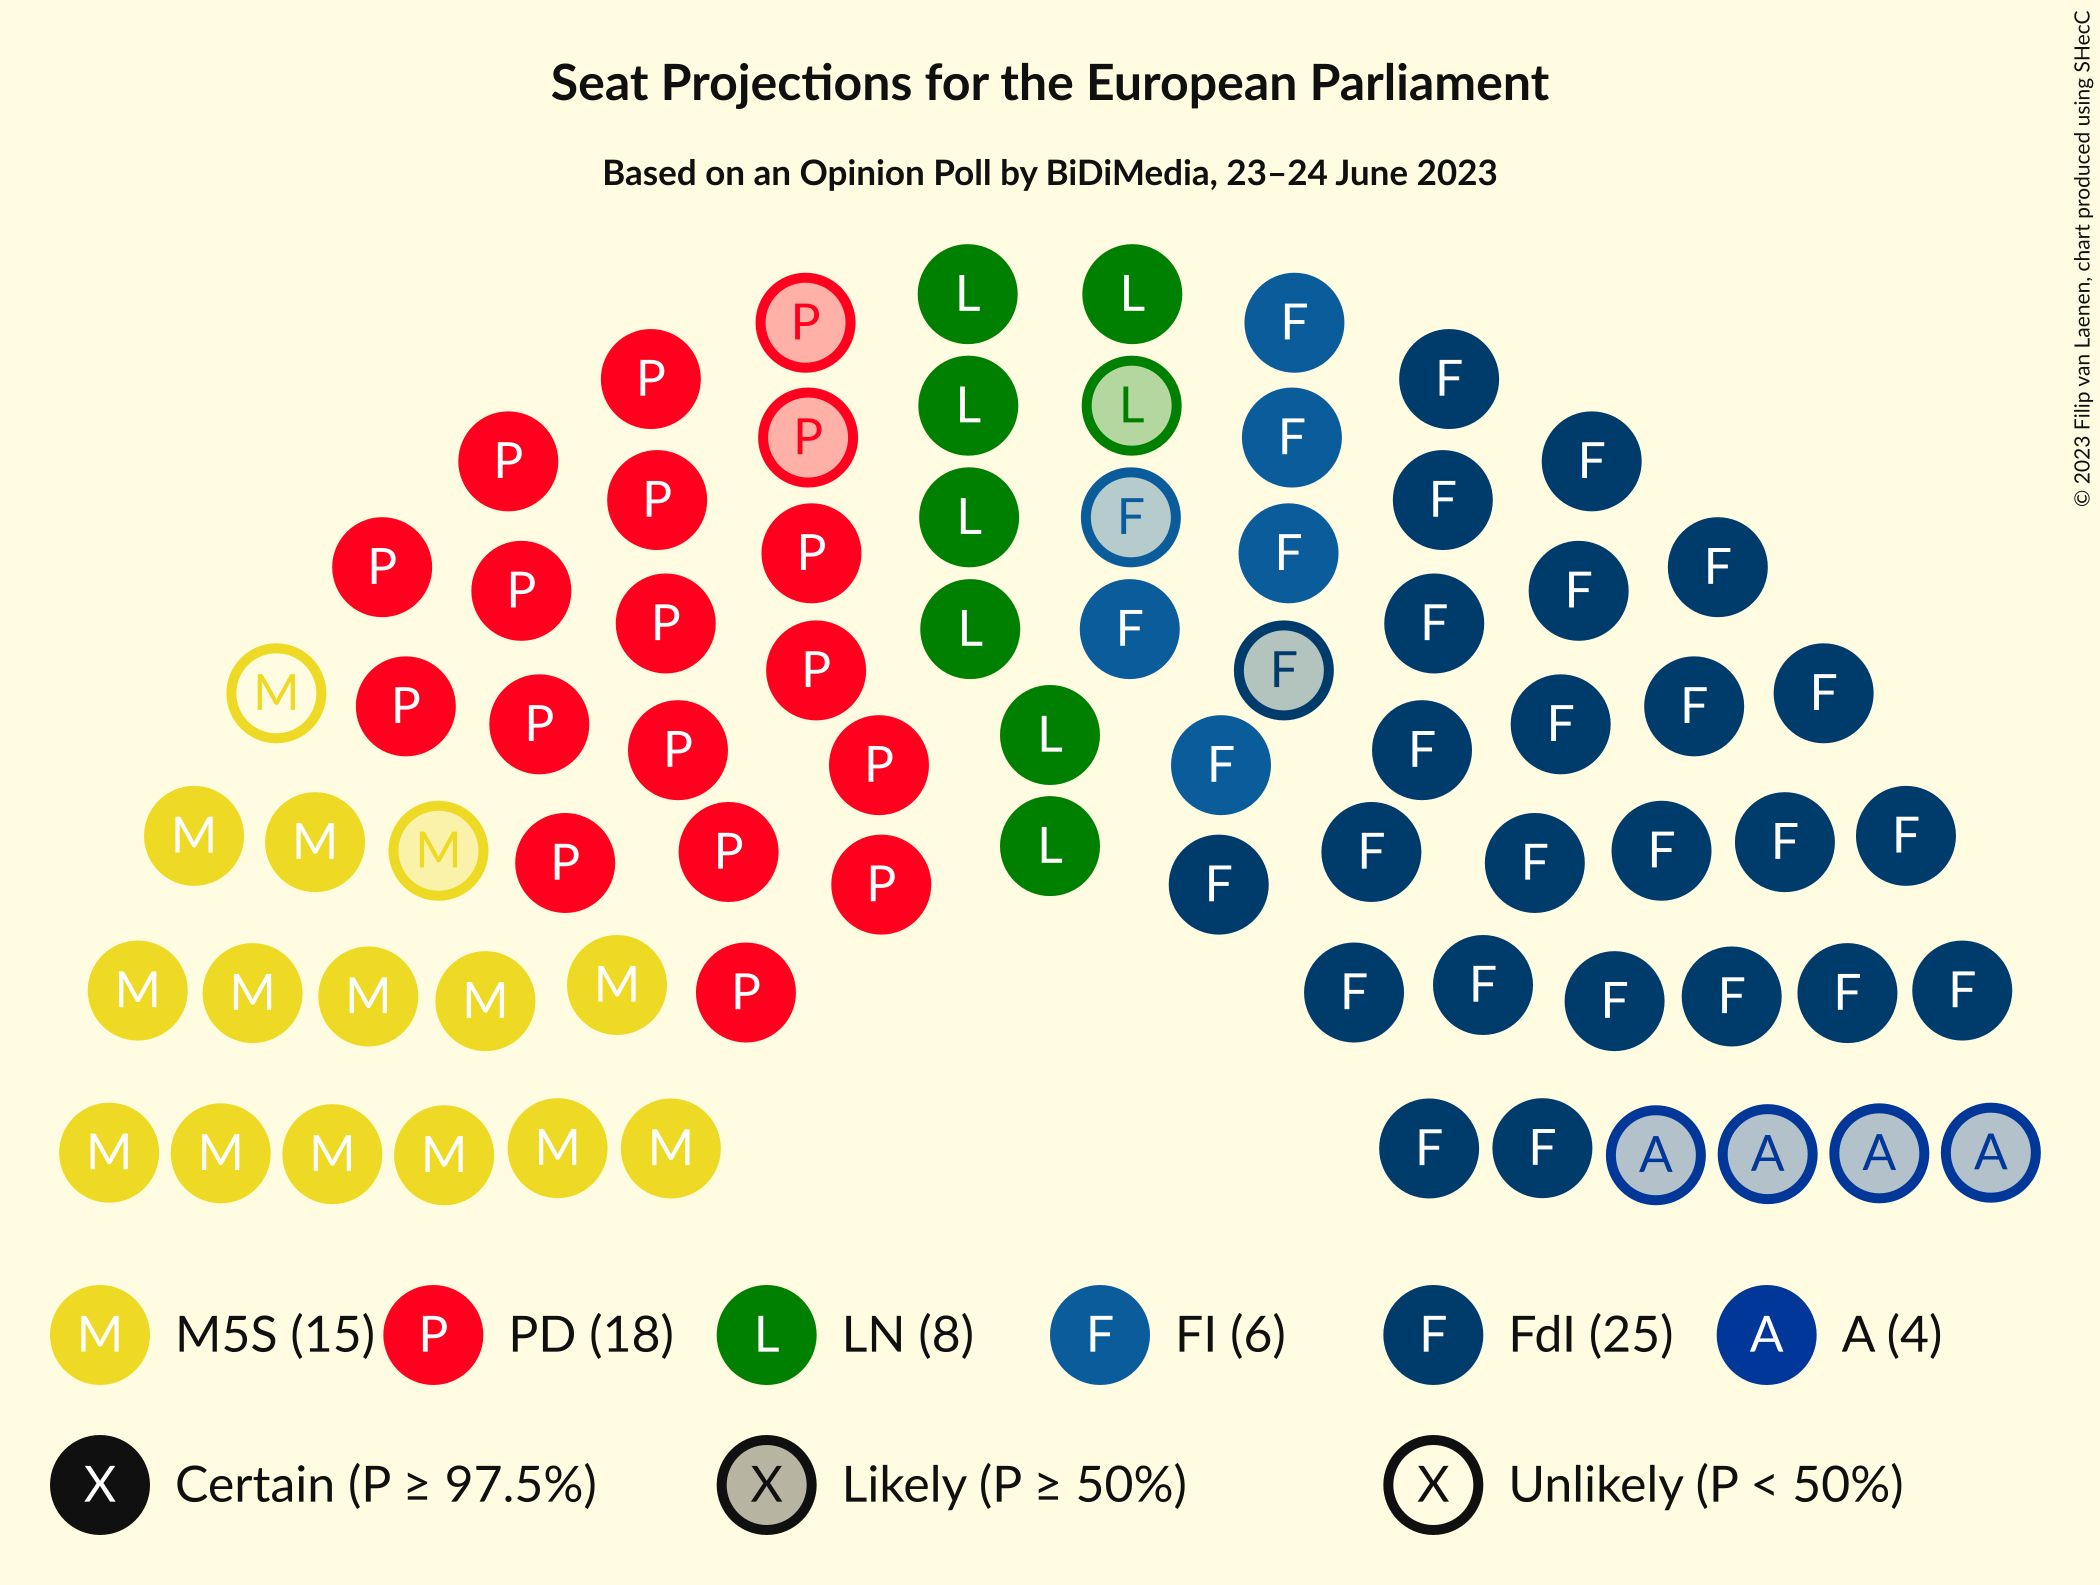 Seat Projections for the European Parliament
Based on an Opinion Poll by BiDiMedia, 23–24 June 2023
© 2023 Filip van Laenen, chart produced using SHecC
L L
P F
P F
L L
P P F F
P F
L F
P F F
P P F F
P F
L F
P F
P F
M P P F F F
P F
L
P F
P F
M M F F
M P F F
P F
L
P F
M M M M M P F F F F F F
M M M M M M F F A A A A
M M5S (15) P PD (18) L LN (8) F FI (6) F FdI (25) A A (4)
X Certain (P ≥ 97.5%) X Likely (P ≥ 50%) X Unlikely (P < 50%)